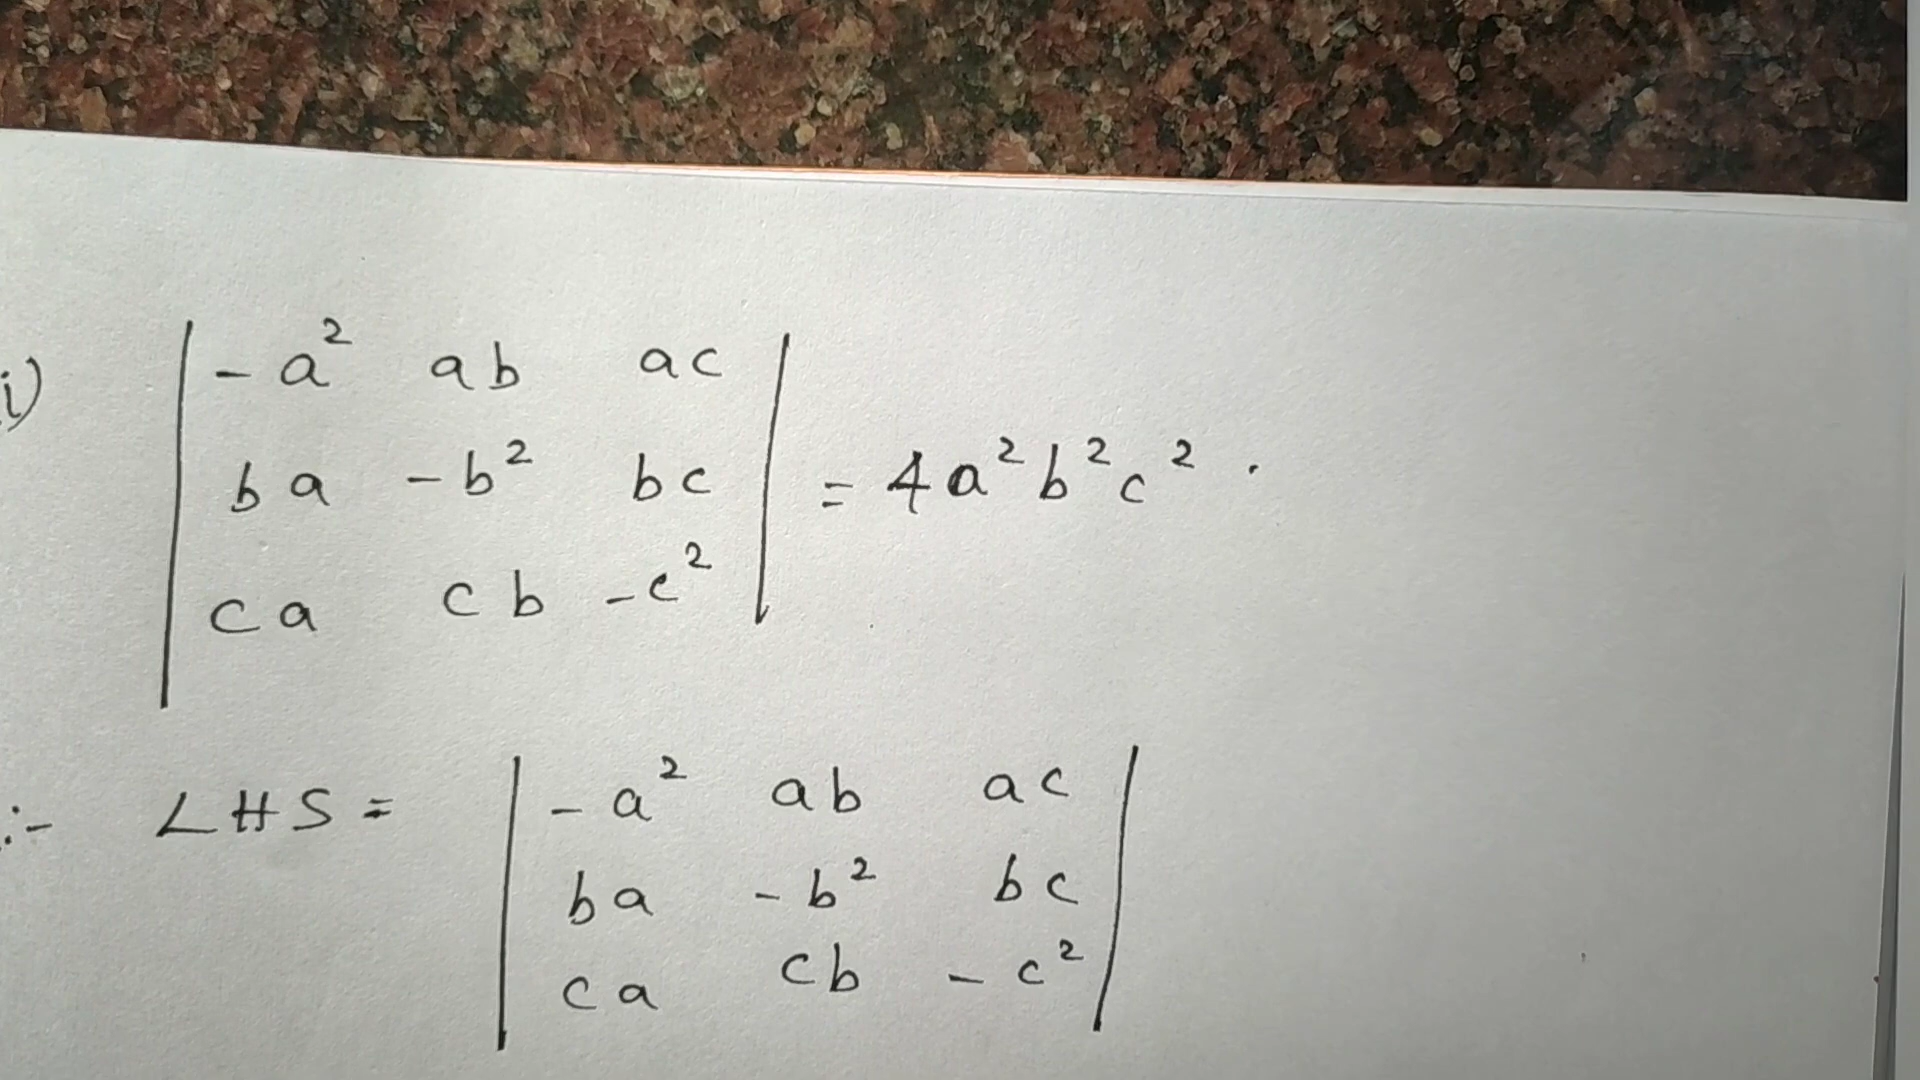 i) | -a² ab ac |
| ba -b² bc | = 4a²b²c² .
| ca cb -c² |
:- LHS = | -a² ab ac |
| ba -b² bc |
| ca cb -c² |